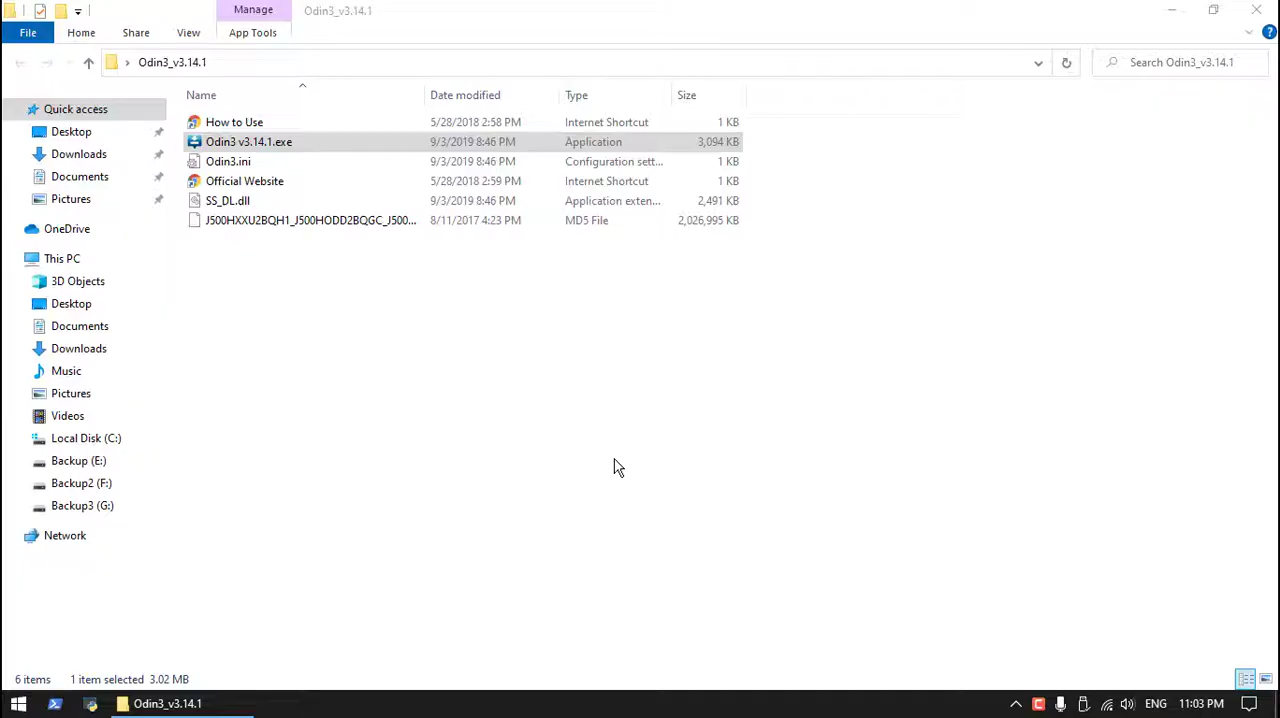 Manage
Odin3_v3.14.1
File
Home
Share
View
App Tools
Odin3_v3.14.1
Search Odin3_v3.14.1
Name
Date modified
Type
Size
Quick access
Desktop
Downloads
Documents
Pictures
OneDrive
This PC
3D Objects
Desktop
Documents
Downloads
Music
Pictures
Videos
Local Disk (C:)
Backup (E:)
Backup2 (F:)
Backup3 (G:)
Network
How to Use 5/28/2018 2:58 PM Internet Shortcut 1 KB
Odin3 v3.14.1.exe 9/3/2019 8:46 PM Application 3,094 KB
Odin3.ini 9/3/2019 8:46 PM Configuration sett... 1 KB
Official Website 5/28/2018 2:59 PM Internet Shortcut 1 KB
SS_DL.dll 9/3/2019 8:46 PM Application exten... 2,491 KB
J500HXXU2BQH1_J500HODD2BQGC_J500... 8/11/2017 4:23 PM MD5 File 2,026,995 KB
6 items 1 item selected 3.02 MB
Odin3_v3.14.1
ENG
11:03 PM